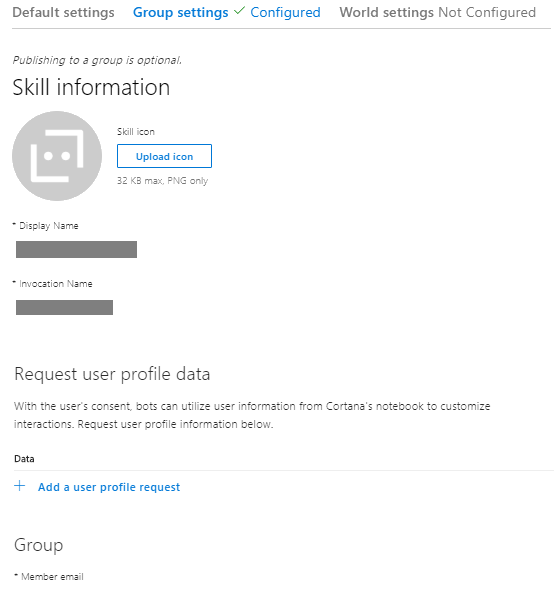 Default settings Group settings ✓ Configured World settings Not Configured
Publishing to a group is optional.
Skill information
Skill icon
Upload icon
32 KB max, PNG only
* Display Name
* Invocation Name
Request user profile data
With the user's consent, bots can utilize user information from Cortana's notebook to customize
interactions. Request user profile information below.
Data
+ Add a user profile request
Group
* Member email